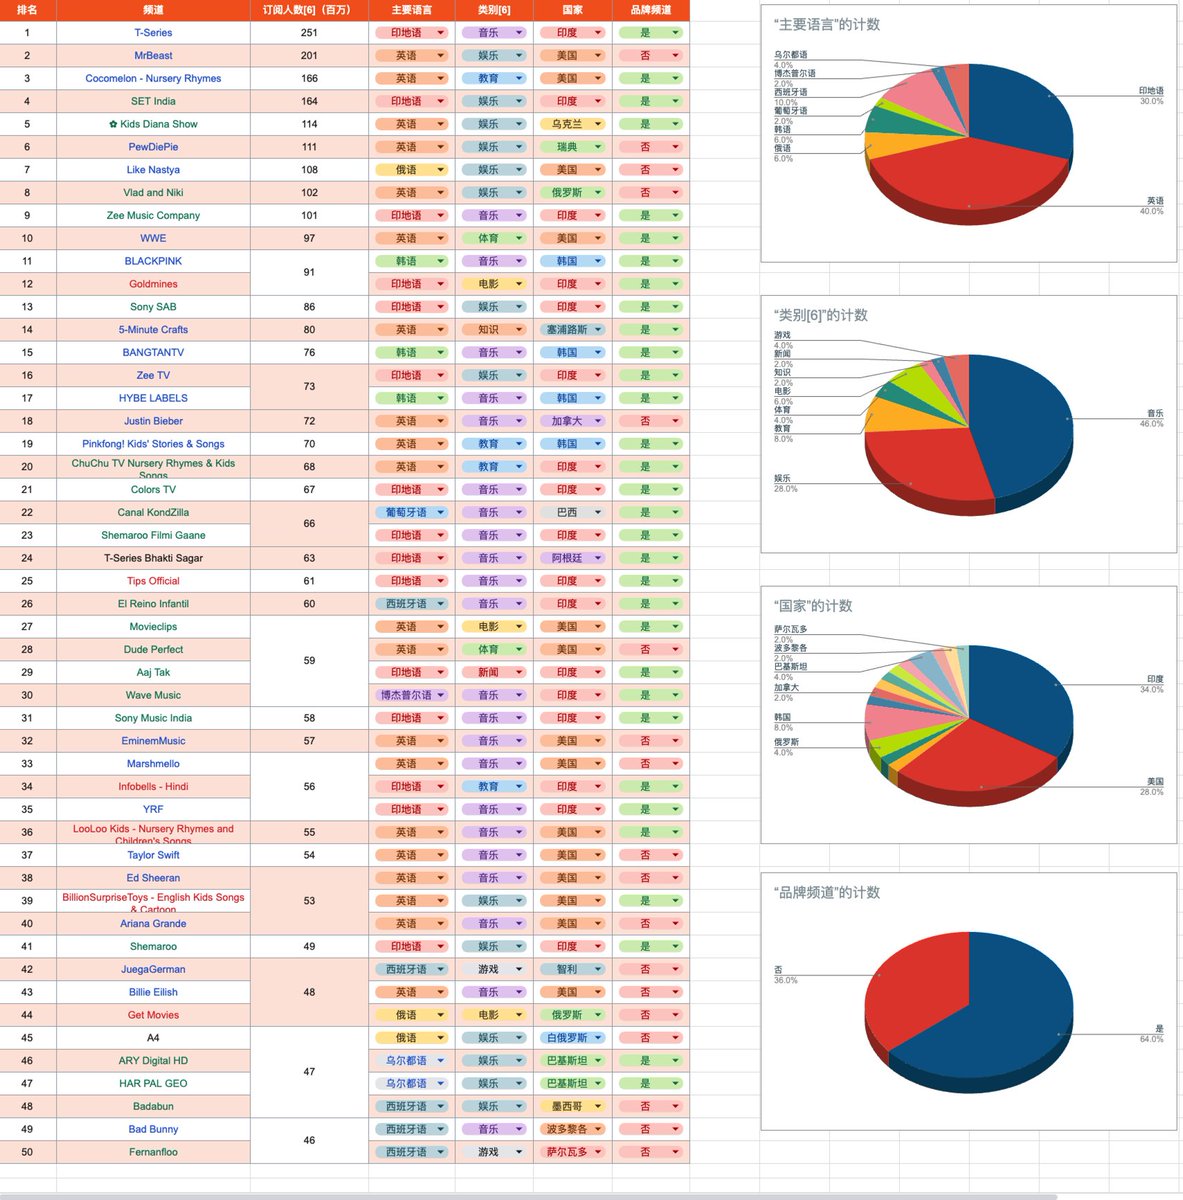 排名 频道 订阅人数[6]（百万） 主要语言 类别[6] 国家 品牌频道
1 T-Series 251 印地语 音乐 印度 是
2 MrBeast 201 英语 娱乐 美国 否
3 Cocomelon - Nursery Rhymes 166 英语 教育 美国 是
4 SET India 164 印地语 娱乐 印度 是
5 ✿ Kids Diana Show 114 英语 娱乐 乌克兰 是
6 PewDiePie 111 英语 娱乐 瑞典 否
7 Like Nastya 108 俄语 娱乐 美国 否
8 Vlad and Niki 102 英语 娱乐 俄罗斯 否
9 Zee Music Company 101 印地语 音乐 印度 是
10 WWE 97 英语 体育 美国 是
11 BLACKPINK 91 韩语 音乐 韩国 是
12 Goldmines 印地语 电影 印度 是
13 Sony SAB 86 印地语 娱乐 印度 是
14 5-Minute Crafts 80 英语 知识 塞浦路斯 是
15 BANGTANTV 76 韩语 音乐 韩国 是
16 Zee TV 73 印地语 娱乐 印度 是
17 HYBE LABELS 韩语 音乐 韩国 是
18 Justin Bieber 72 英语 音乐 加拿大 否
19 Pinkfong! Kids' Stories & Songs 70 英语 教育 韩国 是
20 ChuChu TV Nursery Rhymes & Kids Songs 68 英语 教育 印度 是
21 Colors TV 67 印地语 音乐 印度 是
22 Canal KondZilla 66 葡萄牙语 音乐 巴西 是
23 Shemaroo Filmi Gaane 印地语 音乐 印度 是
24 T-Series Bhakti Sagar 63 印地语 音乐 阿根廷 是
25 Tips Official 61 印地语 音乐 印度 是
26 El Reino Infantil 60 西班牙语 音乐 印度 是
27 Movieclips 59 英语 电影 美国 是
28 Dude Perfect 英语 体育 美国 否
29 Aaj Tak 印地语 新闻 印度 是
30 Wave Music 博杰普尔语 音乐 印度 是
31 Sony Music India 58 印地语 音乐 印度 是
32 EminemMusic 57 英语 音乐 美国 否
33 Marshmello 56 英语 音乐 美国 否
34 Infobells - Hindi 印地语 教育 印度 是
35 YRF 印地语 音乐 印度 是
36 LooLoo Kids - Nursery Rhymes and Children's Songs 55 英语 音乐 美国 是
37 Taylor Swift 54 英语 音乐 美国 否
38 Ed Sheeran 53 英语 音乐 美国 否
39 BillionSurpriseToys - English Kids Songs & Cartoon 英语 娱乐 美国 是
40 Ariana Grande 英语 音乐 美国 否
41 Shemaroo 49 印地语 娱乐 印度 是
42 JuegaGerman 48 西班牙语 游戏 智利 否
43 Billie Eilish 英语 音乐 美国 否
44 Get Movies 俄语 电影 俄罗斯 否
45 A4 47 俄语 娱乐 白俄罗斯 否
46 ARY Digital HD 乌尔都语 娱乐 巴基斯坦 是
47 HAR PAL GEO 乌尔都语 娱乐 巴基斯坦 是
48 Badabun 西班牙语 娱乐 墨西哥 否
49 Bad Bunny 46 西班牙语 音乐 波多黎各 否
50 Fernanfloo 西班牙语 游戏 萨尔瓦多 否
“主要语言”的计数
乌尔都语
4.0%
博杰普尔语
2.0%
西班牙语
10.0%
葡萄牙语
2.0%
韩语
6.0%
俄语
6.0%
印地语
30.0%
英语
40.0%
“类别[6]”的计数
游戏
4.0%
新闻
2.0%
知识
2.0%
电影
6.0%
体育
4.0%
教育
8.0%
娱乐
28.0%
音乐
46.0%
“国家”的计数
萨尔瓦多
2.0%
波多黎各
2.0%
巴基斯坦
4.0%
加拿大
2.0%
韩国
8.0%
俄罗斯
4.0%
印度
34.0%
美国
28.0%
“品牌频道”的计数
否
36.0%
是
64.0%